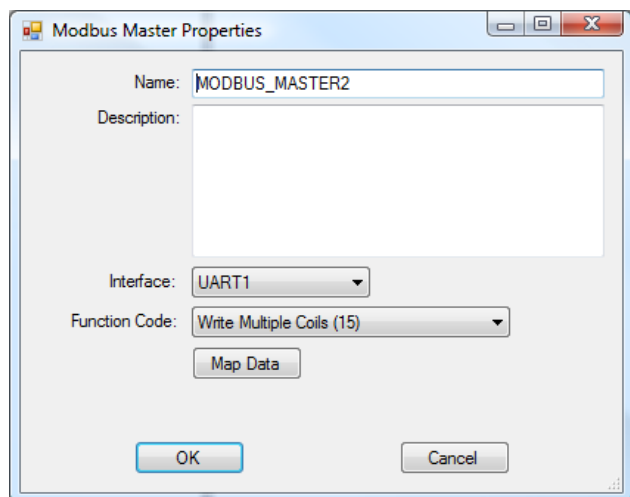 Modbus Master Properties
Name: MODBUS_MASTER2
Description:
Interface: UART1
Function Code: Write Multiple Coils (15)
Map Data
OK Cancel